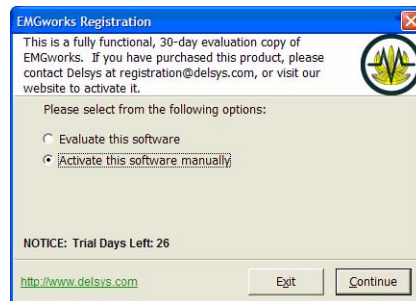 EMGworks Registration
This is a fully functional, 30-day evaluation copy of
EMGworks. If you have purchased this product, please
contact Delsys at registration@delsys.com, or visit our
website to activate it.
Please select from the following options:
Evaluate this software
Activate this software manually
NOTICE: Trial Days Left: 26
http://www.delsys.com
Exit
Continue